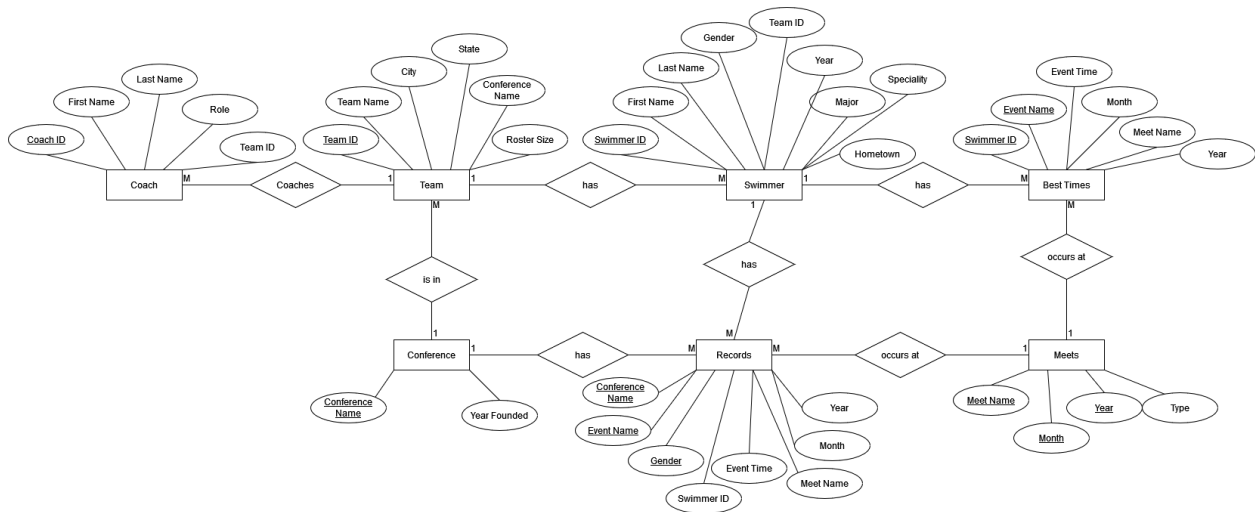 Coach ID
First Name
Last Name
Role
Team ID
Coach
M
Coaches
1
Team ID
Team Name
City
State
Conference
Name
Roster Size
Team
1
M
has
M
Swimmer ID
First Name
Last Name
Gender
Team ID
Year
Major
Speciality
Hometown
Swimmer
1
1
has
M
Swimmer ID
Event Name
Event Time
Month
Meet Name
Year
Best Times
M
is in
has
occurs at
1
Conference
1
Conference
Name
Year Founded
has
M
M
Records
M
Conference
Name
Event Name
Gender
Swimmer ID
Event Time
Meet Name
Month
Year
occurs at
1
1
Meets
Meet Name
Month
Year
Type